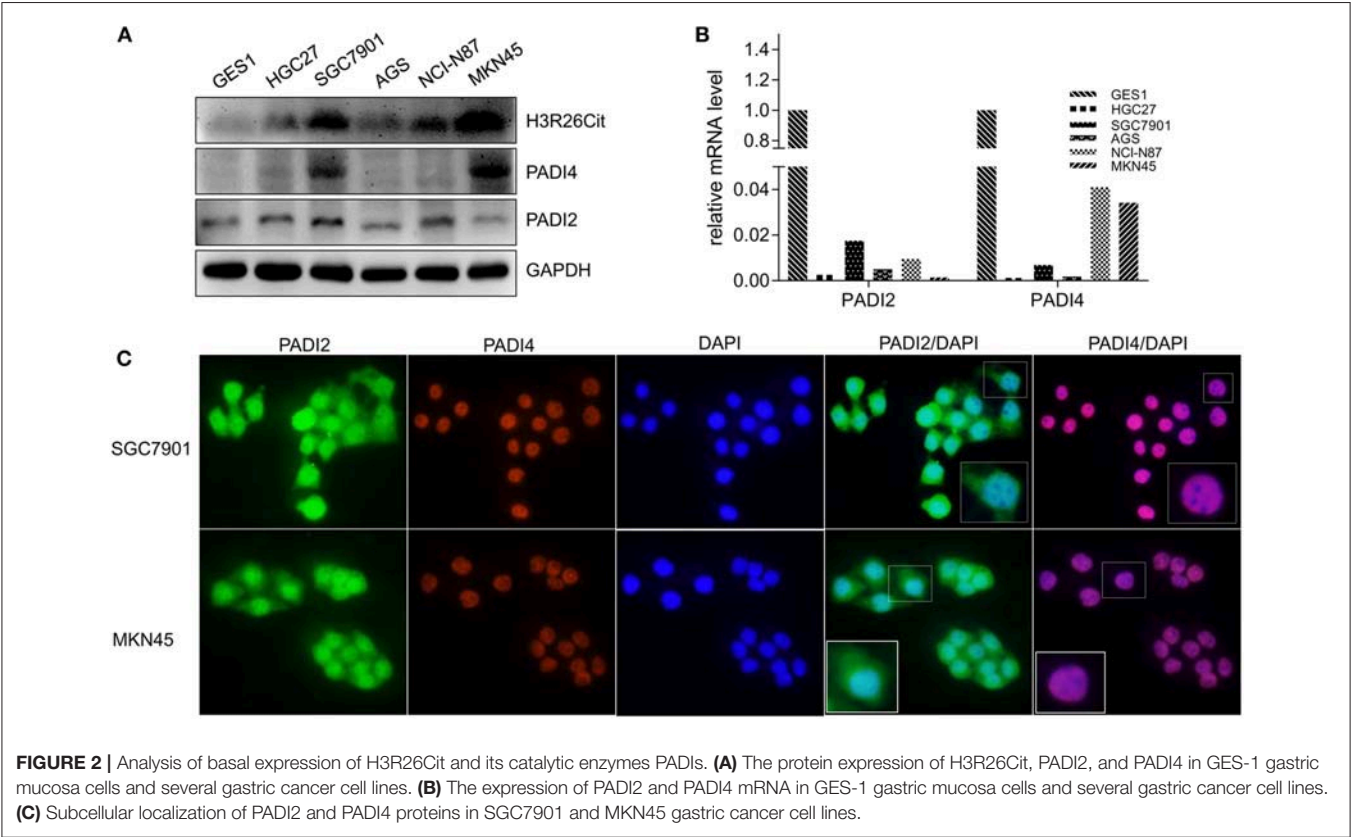 A
GES1 HGC27 SGC7901 AGS NCI-N87 MKN45
H3R26Cit
PADI4
PADI2
GAPDH
B
relative mRNA level
1.4
1.2
1.0
0.8
0.04
0.02
0.00
PADI2 PADI4
GES1
HGC27
SGC7901
AGS
NCI-N87
MKN45
C
PADI2 PADI4 DAPI PADI2/DAPI PADI4/DAPI
SGC7901
MKN45
FIGURE 2 | Analysis of basal expression of H3R26Cit and its catalytic enzymes PADIs. (A) The protein expression of H3R26Cit, PADI2, and PADI4 in GES-1 gastric
mucosa cells and several gastric cancer cell lines. (B) The expression of PADI2 and PADI4 mRNA in GES-1 gastric mucosa cells and several gastric cancer cell lines.
(C) Subcellular localization of PADI2 and PADI4 proteins in SGC7901 and MKN45 gastric cancer cell lines.